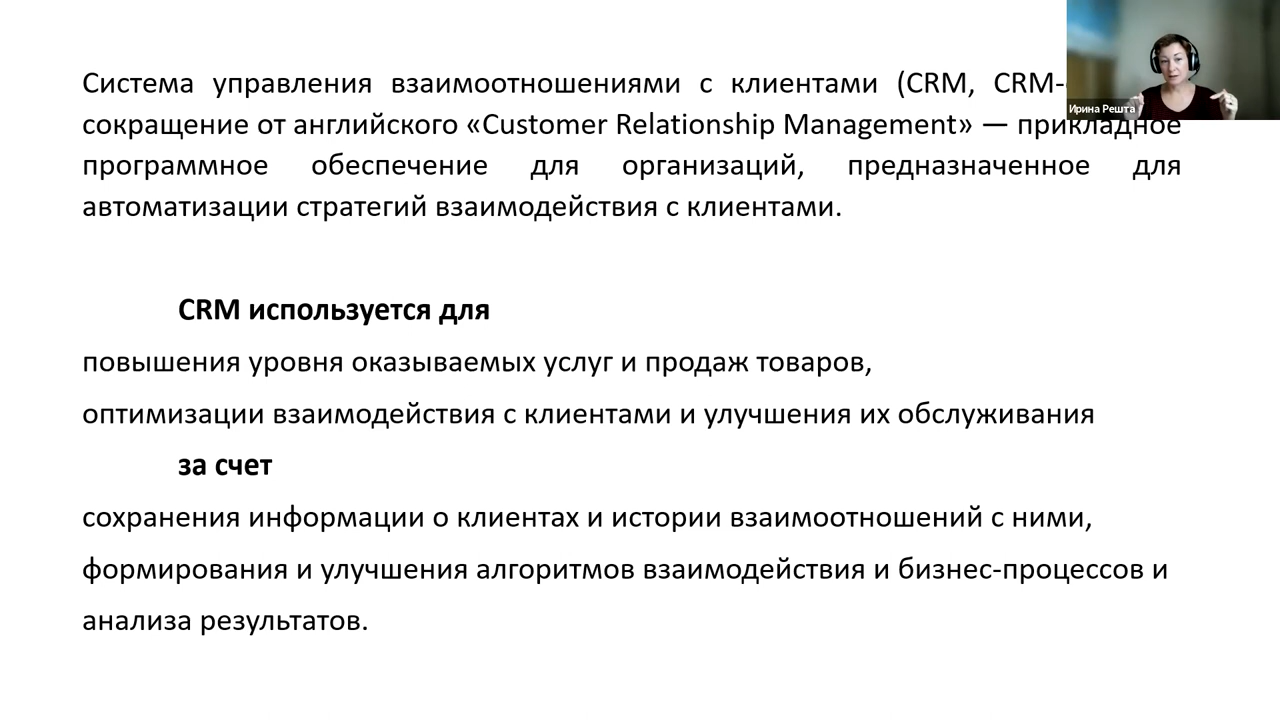 Система управления взаимоотношениями с клиентами (CRM, CRM-
сокращение от английского «Customer Relationship Management» — прикладное
программное обеспечение для организаций, предназначенное для
автоматизации стратегий взаимодействия с клиентами.
CRM используется для
повышения уровня оказываемых услуг и продаж товаров,
оптимизации взаимодействия с клиентами и улучшения их обслуживания
за счет
сохранения информации о клиентах и истории взаимоотношений с ними,
формирования и улучшения алгоритмов взаимодействия и бизнес-процессов и
анализа результатов.
Ирина Решта